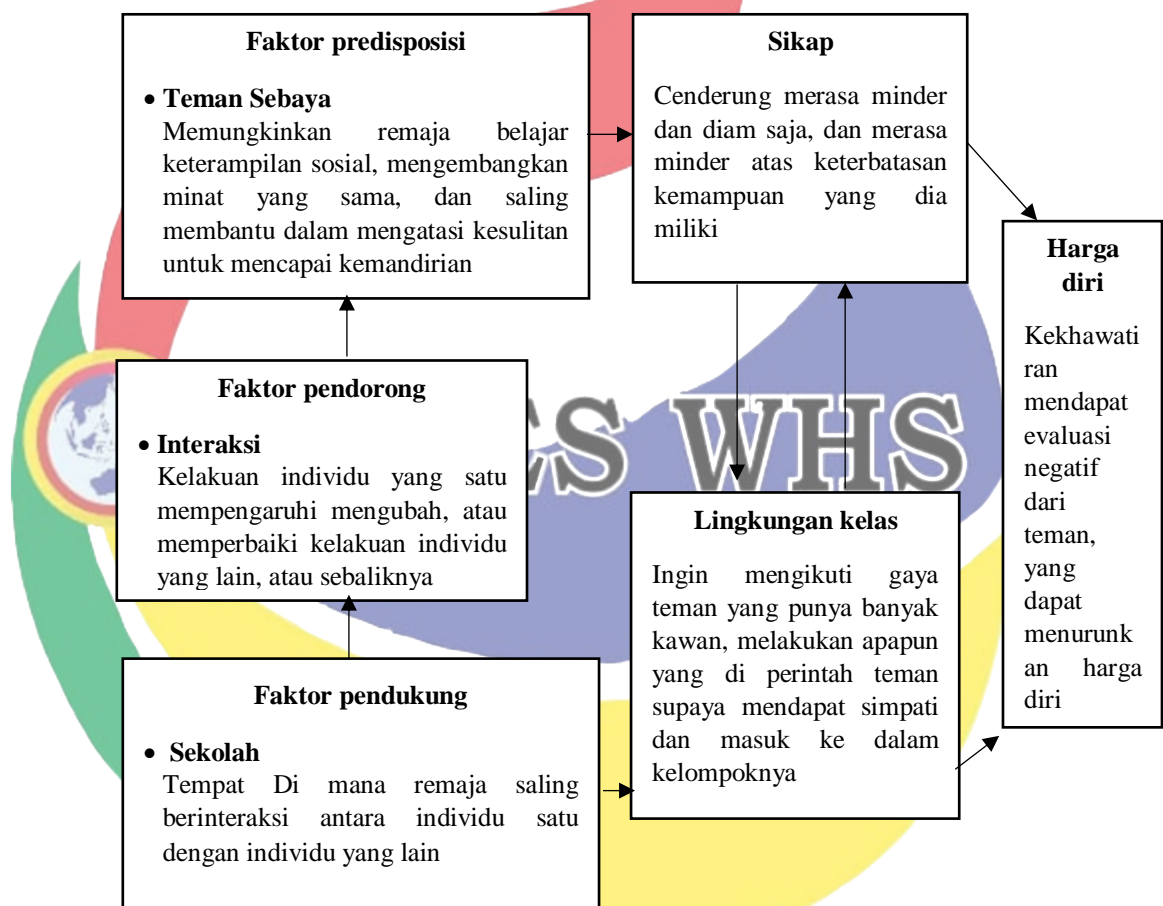 Faktor predisposisi
• Teman Sebaya
Memungkinkan remaja belajar
keterampilan sosial, mengembangkan
minat yang sama, dan saling
membantu dalam mengatasi kesulitan
untuk mencapai kemandirian
Sikap
Cenderung merasa minder
dan diam saja, dan merasa
minder atas keterbatasan
kemampuan yang dia
miliki
Harga
diri
Kekhawati
ran
mendapat
evaluasi
negatif
dari
teman,
yang
dapat
menurunk
an harga
diri
Faktor pendorong
• Interaksi
Kelakuan individu yang satu
mempengaruhi mengubah, atau
memperbaiki kelakuan individu
yang lain, atau sebaliknya
WHS
Lingkungan kelas
Ingin mengikuti gaya
teman yang punya banyak
kawan, melakukan apapun
yang di perintah teman
supaya mendapat simpati
dan masuk ke dalam
kelompoknya
Faktor pendukung
• Sekolah
Tempat Di mana remaja saling
berinteraksi antara individu satu
dengan individu yang lain